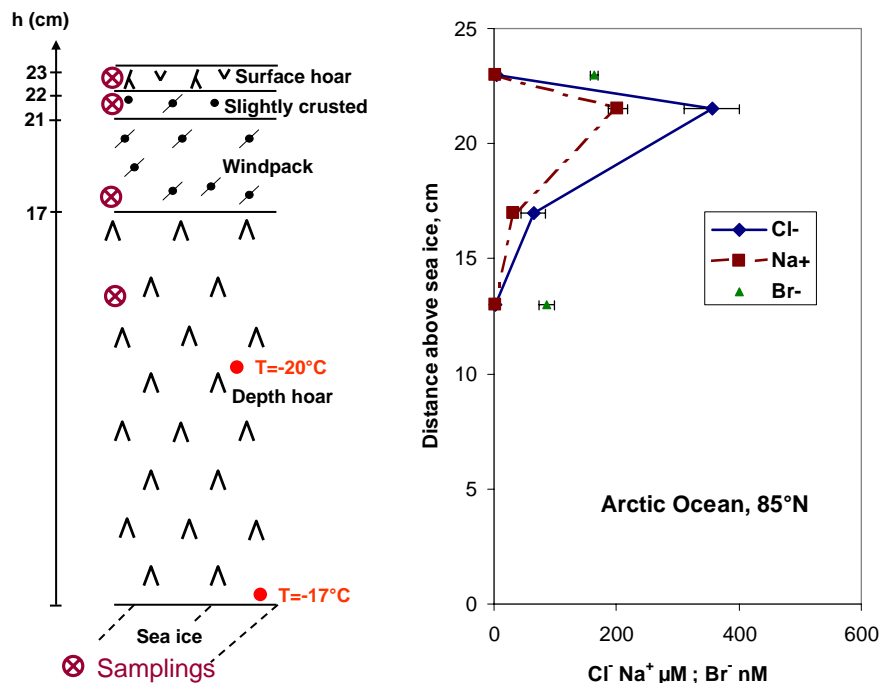 h (cm)
23
22
21
17
Surface hoar
Slightly crusted
Windpack
T=-20°C
Depth hoar
T=-17°C
Sea ice
Samplings
Distance above sea ice, cm
25
20
15
10
5
0
0
200
400
600
Cl-
Na+
Br-
Arctic Ocean, 85°N
Cl⁻ Na⁺ µM ; Br⁻ nM